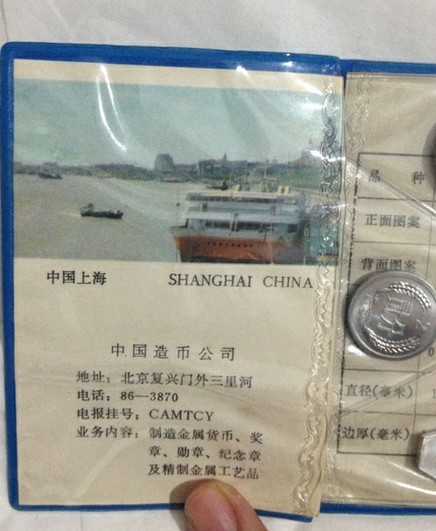 中国上海
SHANGHAI CHINA
中国造币公司
地址：北京复兴门外三里河
电话：86—3870
电报挂号：CAMTCY
业务内容：制造金属货币、奖
章、勋章、纪念章
及精制金属工艺品
品 种
正面图案
背面图案
直径(毫米)
边厚(毫米)